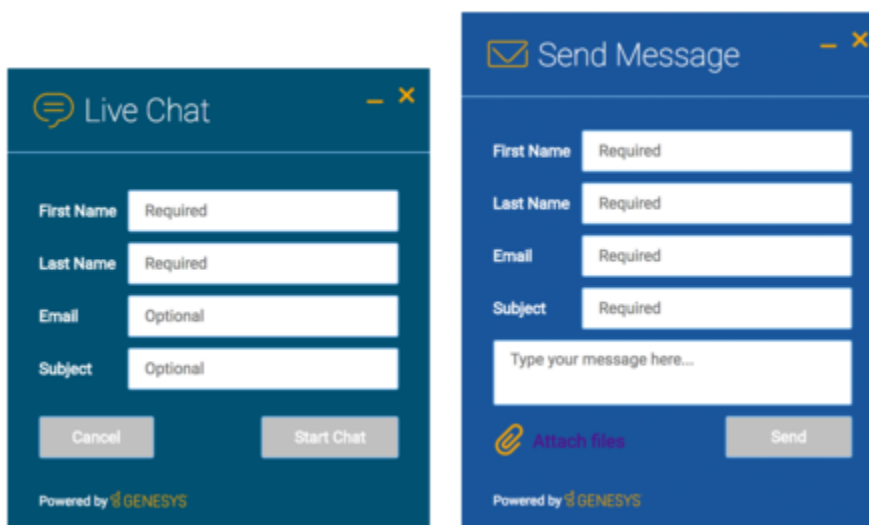 Live Chat
First Name Required
Last Name Required
Email Optional
Subject Optional
Cancel Start Chat
Powered by GENESYS
Send Message
First Name Required
Last Name Required
Email Required
Subject Required
Type your message here...
Attach files Send
Powered by GENESYS